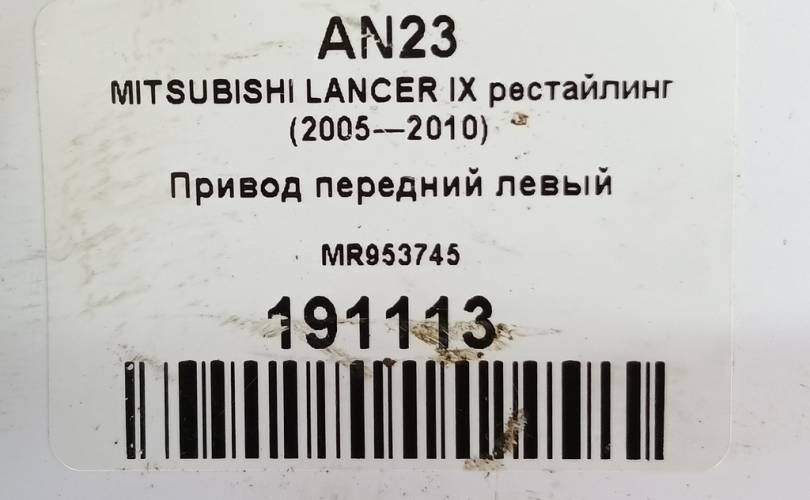 AN23
MITSUBISHI LANCER IX рестайлинг
(2005—2010)
Привод передний левый
MR953745
191113